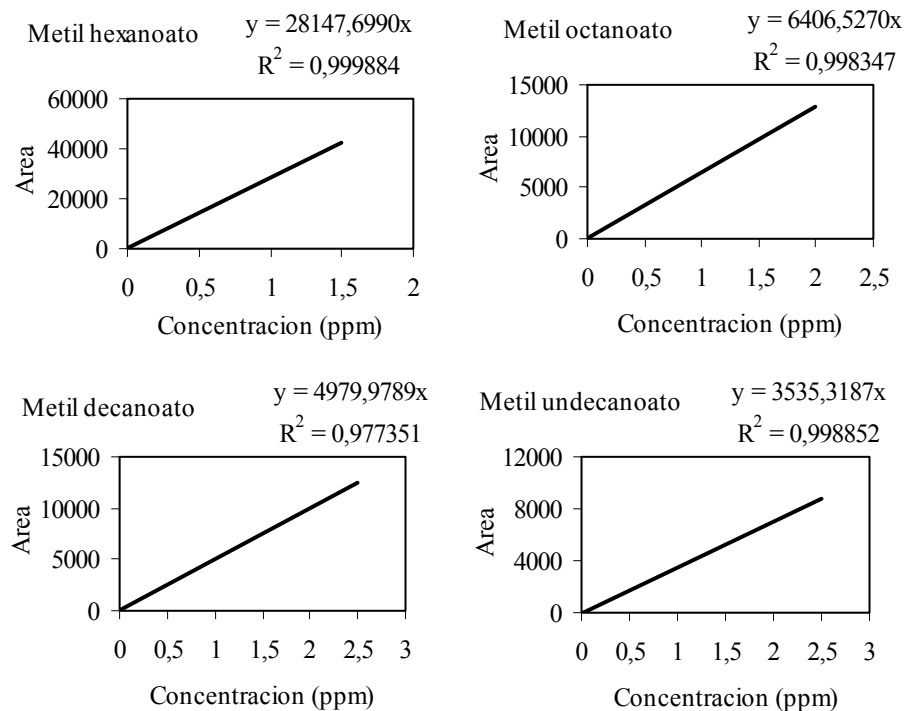 Metil hexanoato
y = 28147,6990x
R² = 0,999884
60000
40000
20000
0
Area
0 0,5 1 1,5 2
Concentracion (ppm)
Metil octanoato
y = 6406,5270x
R² = 0,998347
15000
10000
5000
0
Area
0 0,5 1 1,5 2 2,5
Concentracion (ppm)
Metil decanoato
y = 4979,9789x
R² = 0,977351
15000
10000
5000
0
Area
0 0,5 1 1,5 2 2,5 3
Concentracion (ppm)
Metil undecanoato
y = 3535,3187x
R² = 0,998852
12000
8000
4000
0
Area
0 0,5 1 1,5 2 2,5 3
Concentracion (ppm)